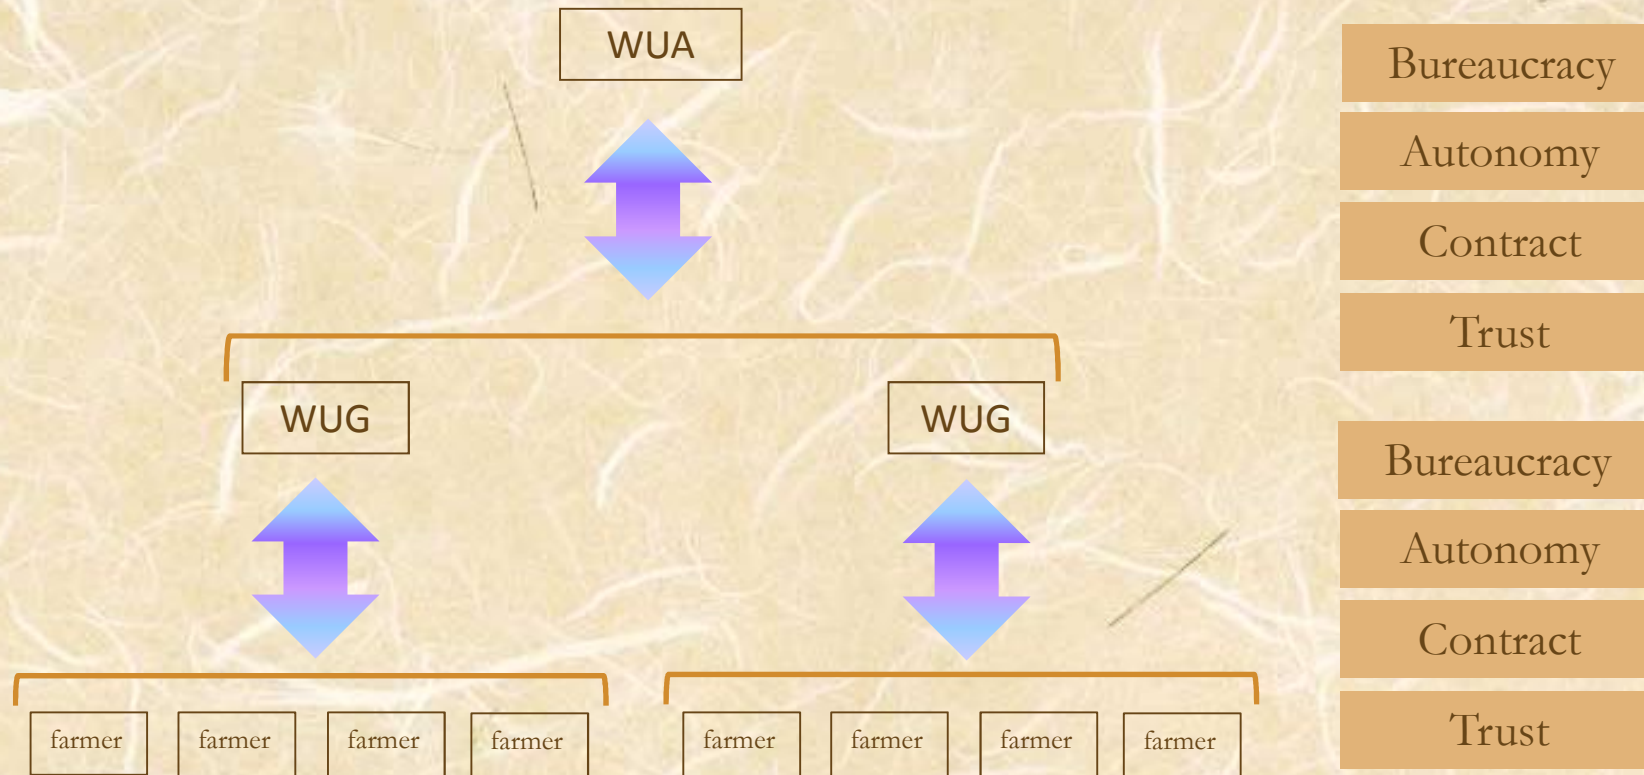 WUA
Bureaucracy
Autonomy
Contract
Trust
WUG WUG
Bureaucracy
Autonomy
Contract
Trust
farmer farmer farmer farmer farmer farmer farmer farmer